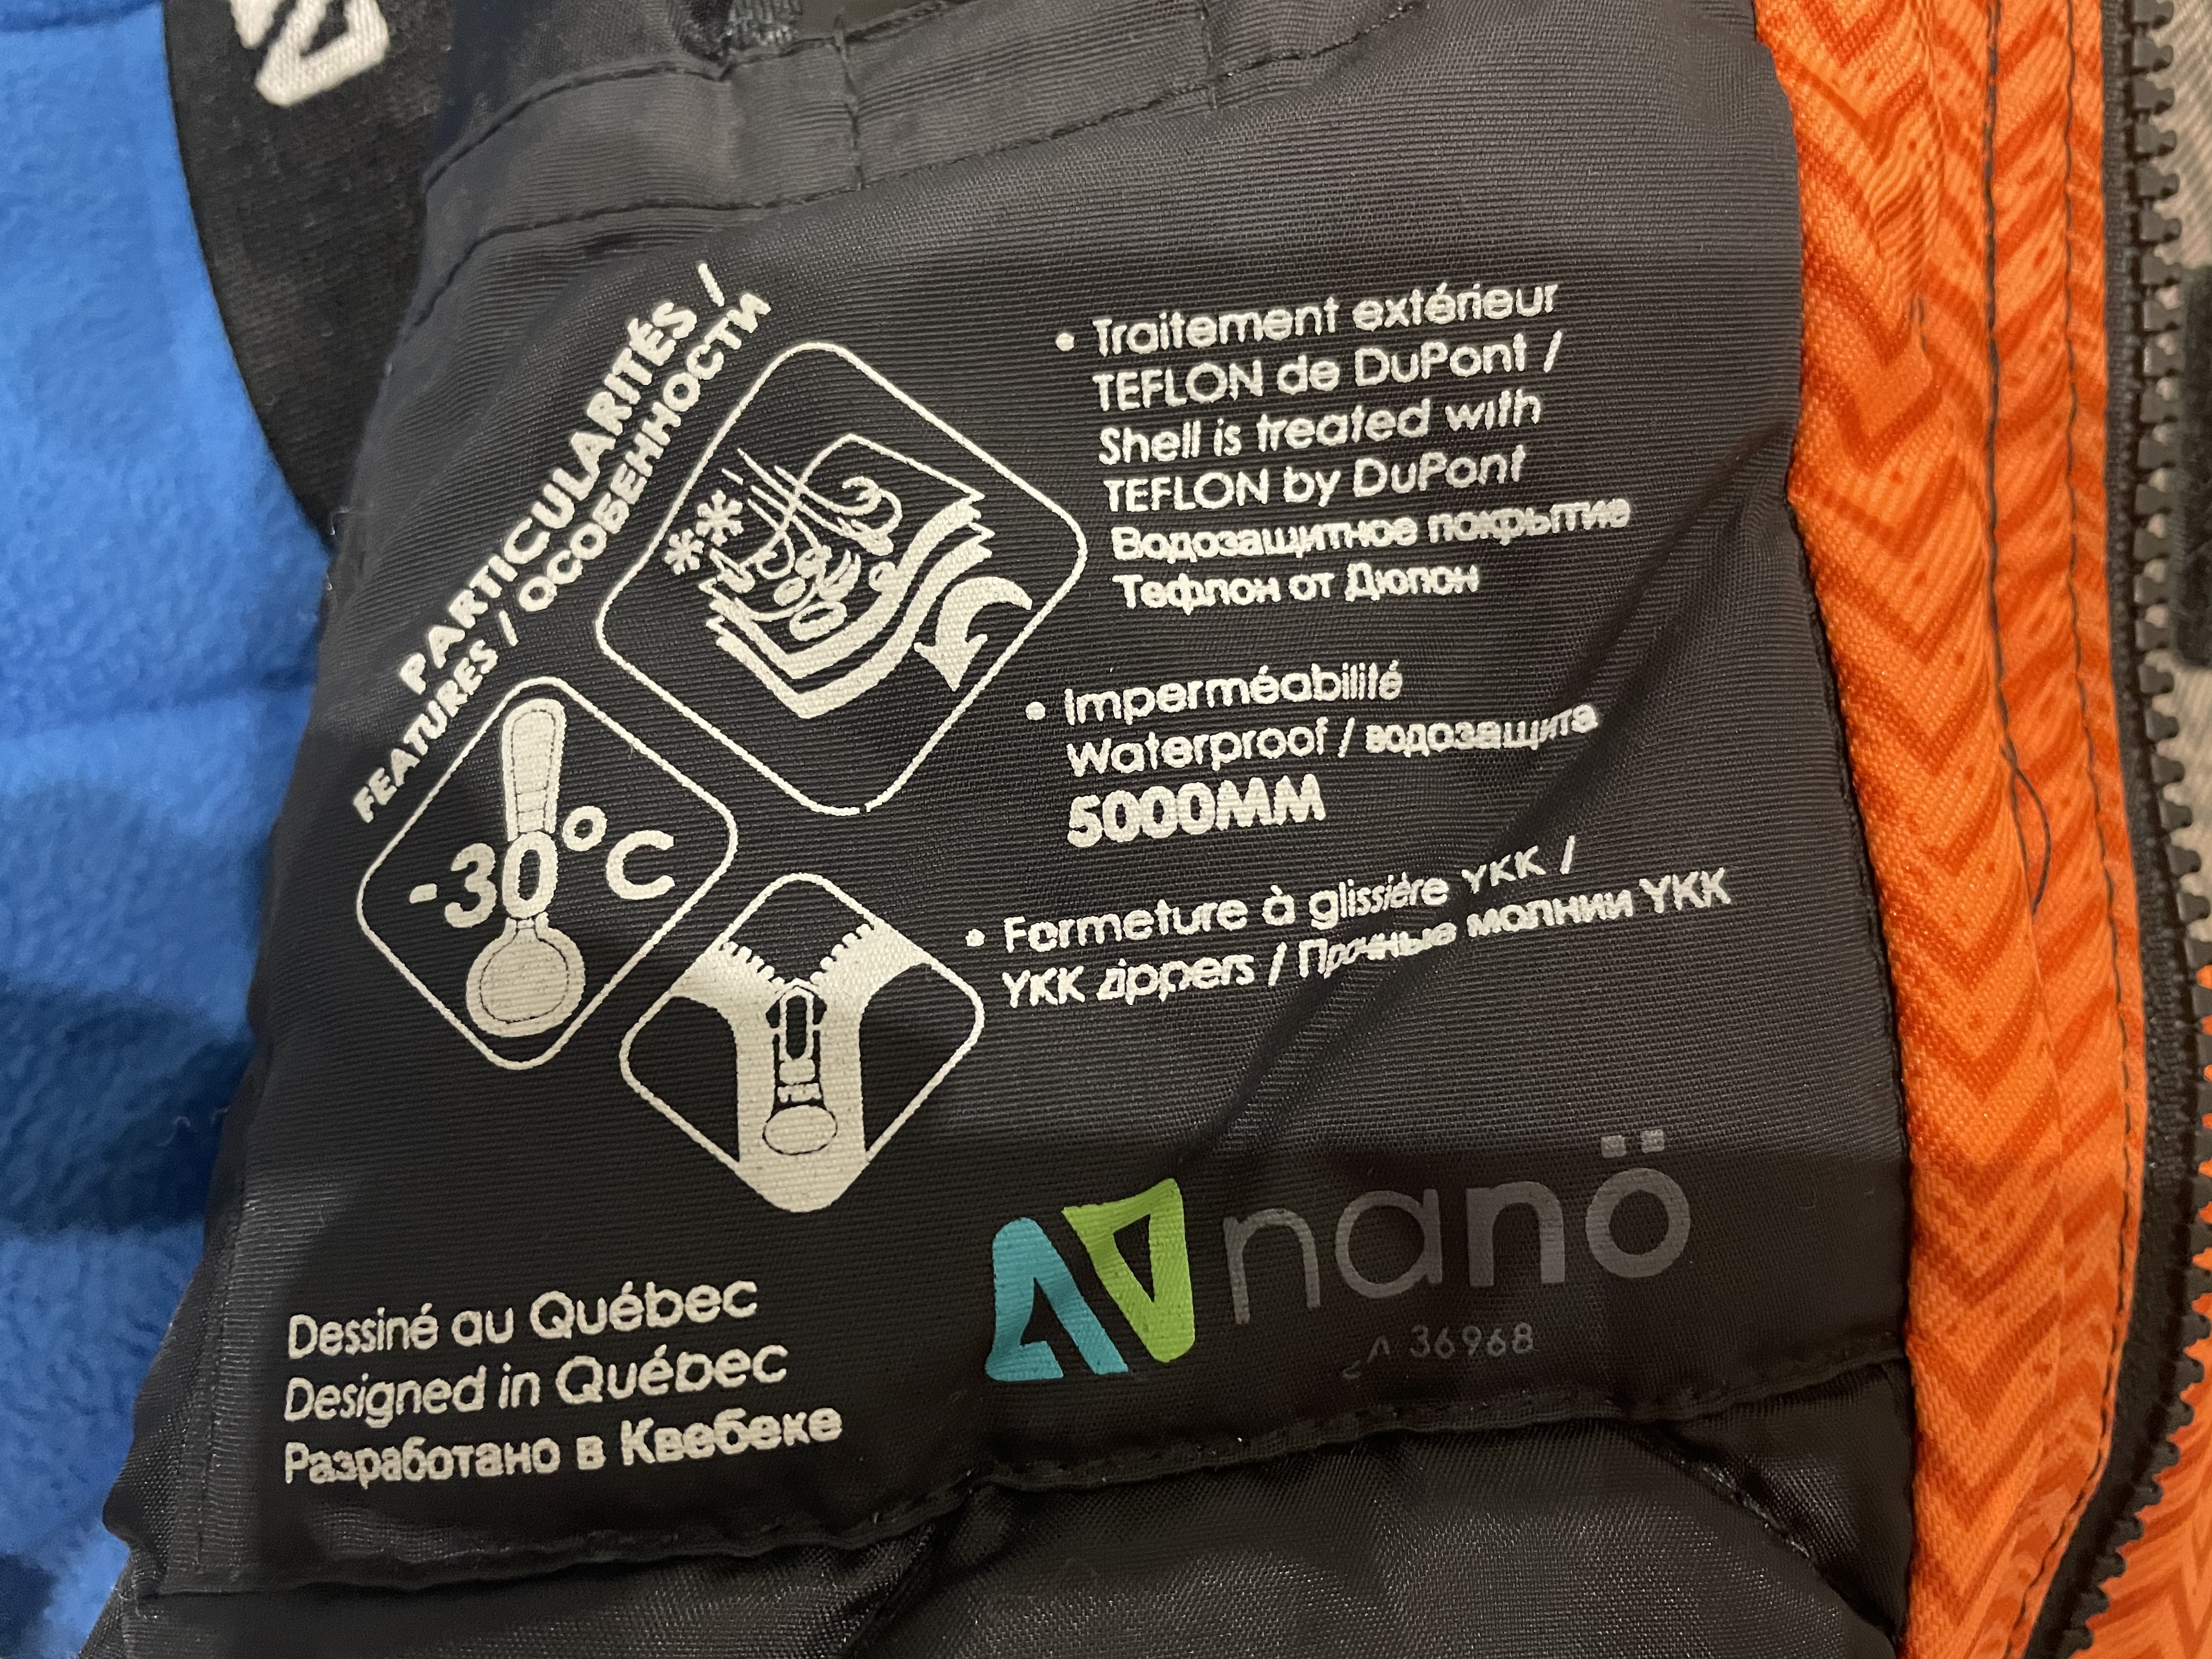 PARTICULARITÉS /
FEATURES / ОСОБЕННОСТИ
• Traitement extérieur
TEFLON de DuPont /
Shell is treated with
TEFLON by DuPont
Водозащитное покрытие
Тефлон от Дюпон
-30°C
• Imperméabilité
Waterproof / водозащита
5000MM
• Fermeture à glissière YKK /
YKK zippers / Прочные молнии YKK
nanö
36968
Dessiné au Québec
Designed in Québec
Разработано в Квебеке